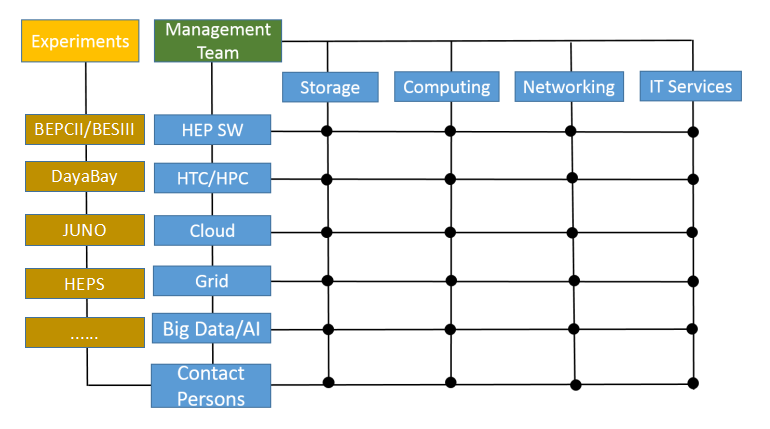 Experiments
Management
Team
Storage
Computing
Networking
IT Services
BEPCII/BESIII
HEP SW
DayaBay
HTC/HPC
JUNO
Cloud
HEPS
Grid
......
Big Data/AI
Contact
Persons